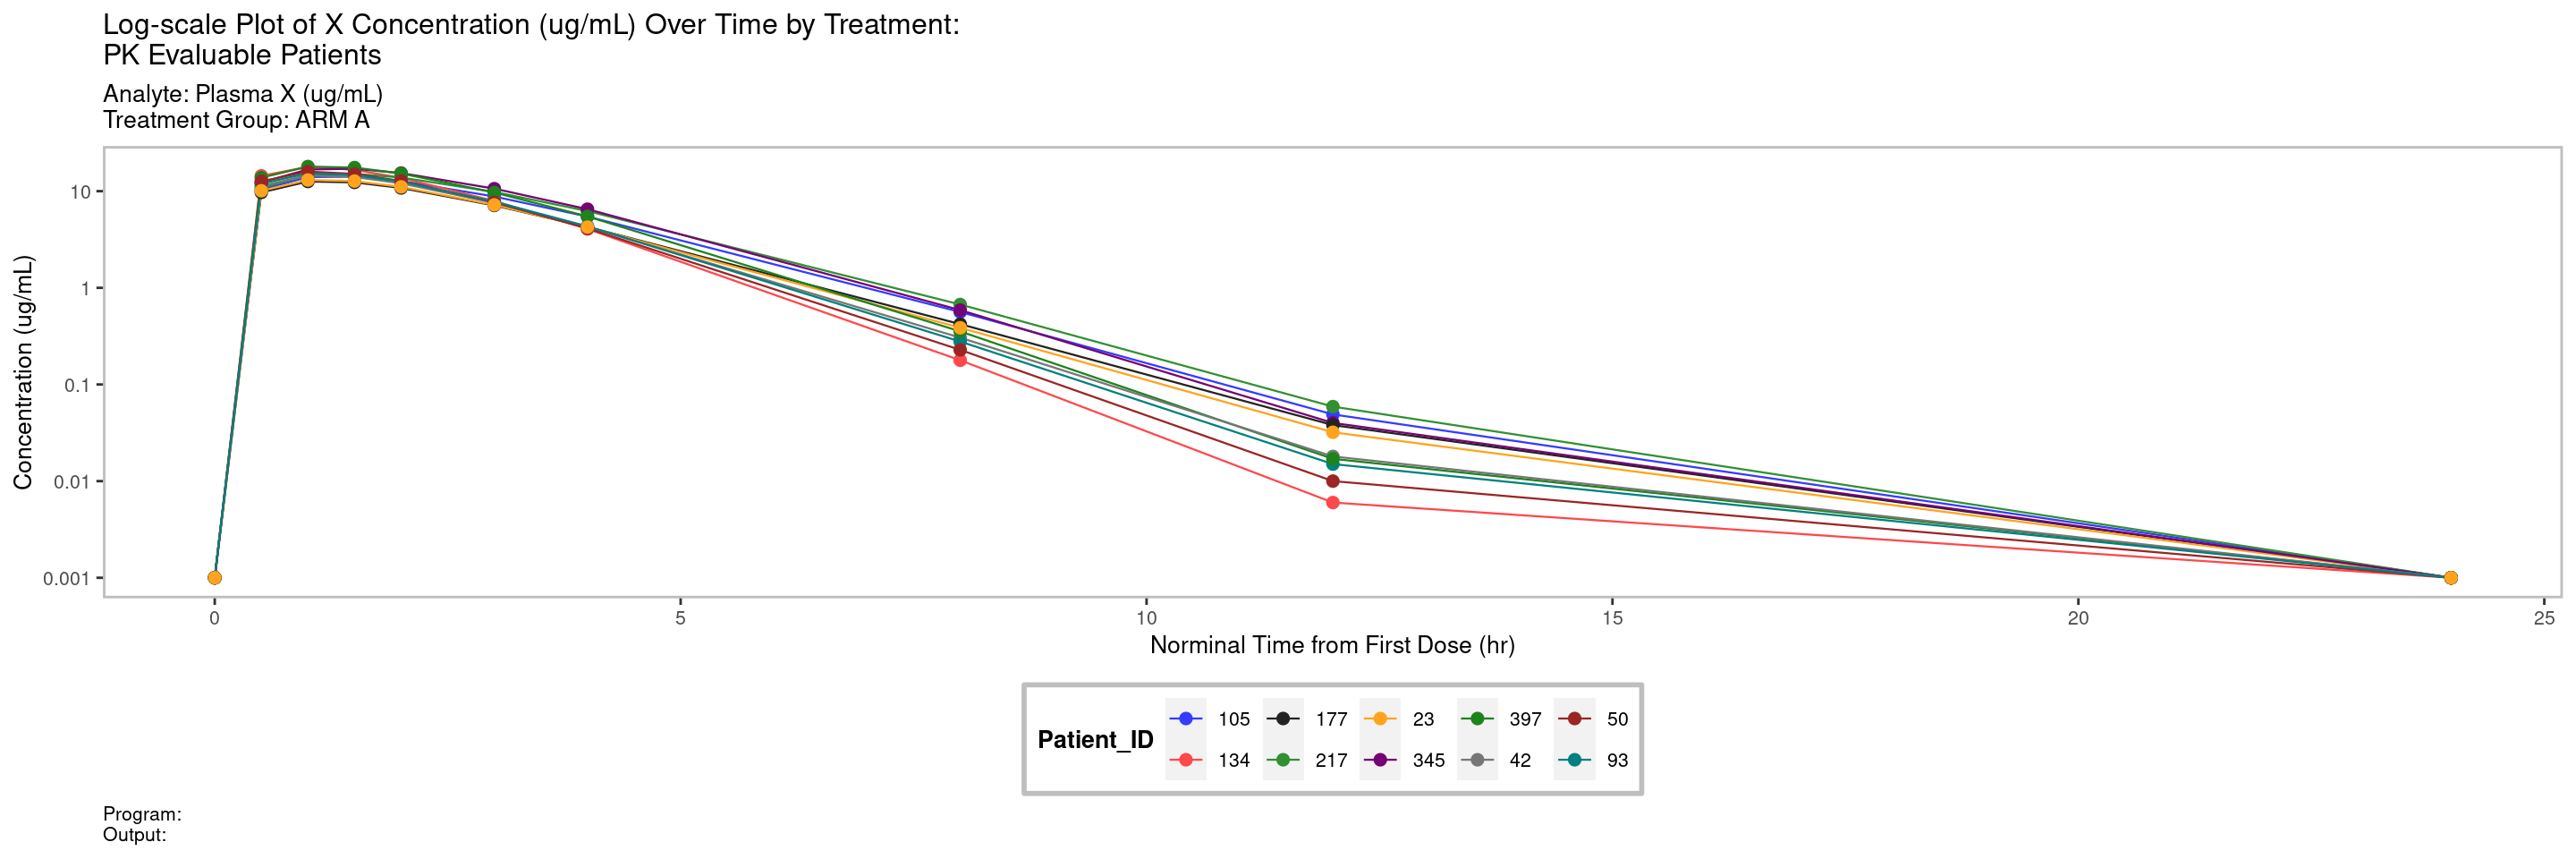 Log-scale Plot of X Concentration (ug/mL) Over Time by Treatment:
PK Evaluable Patients
Analyte: Plasma X (ug/mL)
Treatment Group: ARM A
Concentration (ug/mL)
10
1
0.1
0.01
0.001
0 5 10 15 20 25
Norminal Time from First Dose (hr)
Patient_ID
105 177 23 397 50
134 217 345 42 93
Program:
Output: